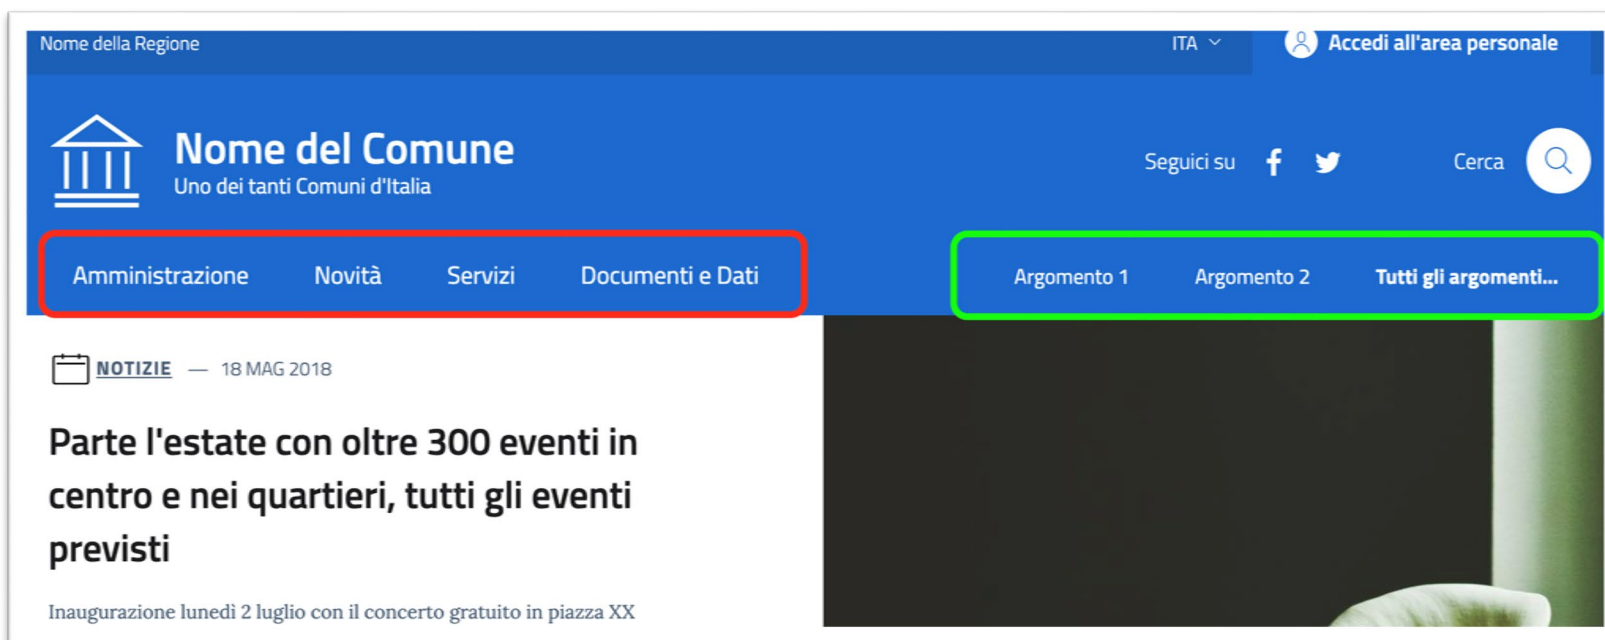 Nome della Regione
ITA
Accedi all'area personale
Nome del Comune
Uno dei tanti Comuni d'Italia
Seguici su
Cerca
Amministrazione Novità Servizi Documenti e Dati
Argomento 1 Argomento 2 Tutti gli argomenti...
NOTIZIE — 18 MAG 2018
Parte l'estate con oltre 300 eventi in
centro e nei quartieri, tutti gli eventi
previsti
Inaugurazione lunedì 2 luglio con il concerto gratuito in piazza XX